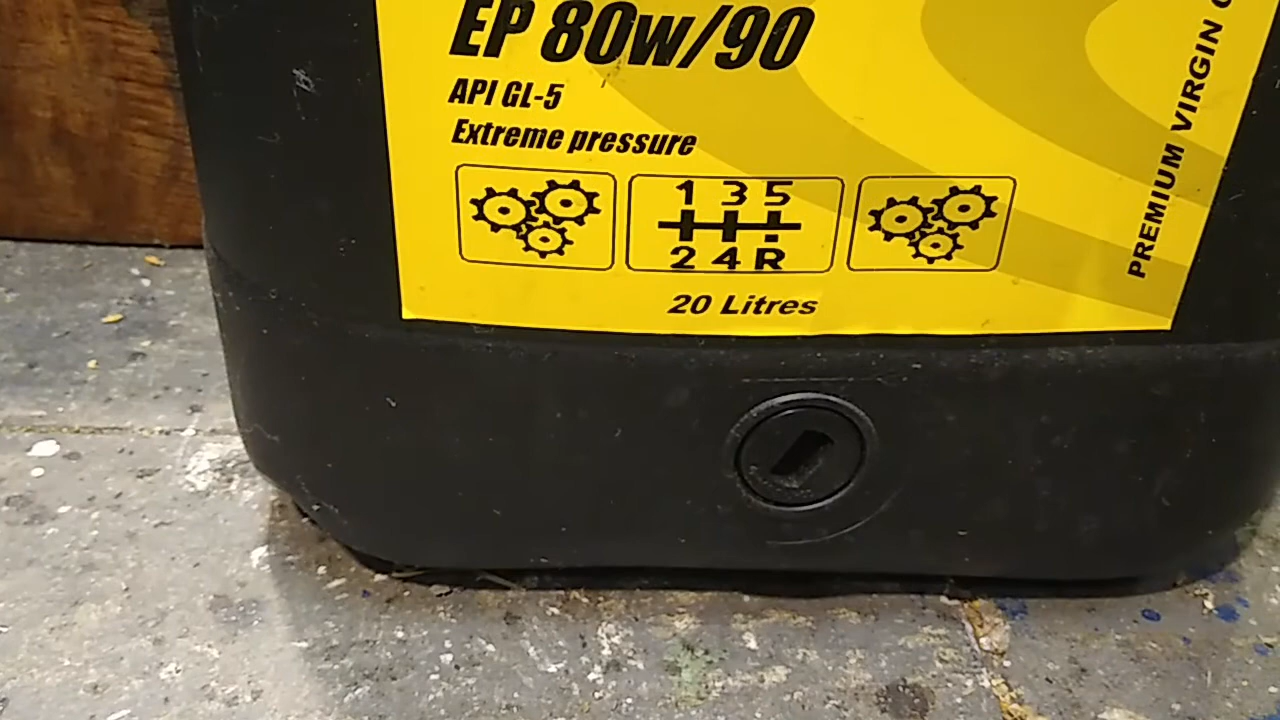 EP 80w/90
API GL-5
Extreme pressure
1 3 5
2 4 R
20 Litres
PREMIUM VIRGIN